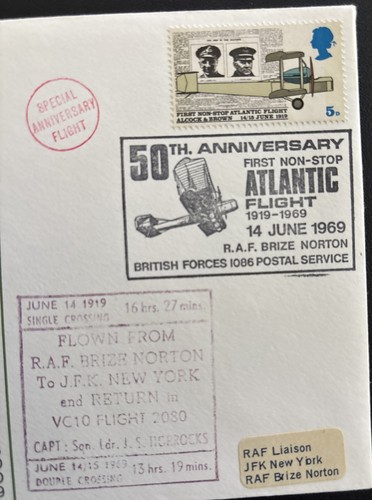 FIRST NON-STOP ATLANTIC FLIGHT
ALCOCK & BROWN 14/15 JUNE 1919
5D
SPECIAL
ANNIVERSARY
FLIGHT
50TH. ANNIVERSARY
FIRST NON-STOP
ATLANTIC
FLIGHT
1919-1969
14 JUNE 1969
R.A.F. BRIZE NORTON
BRITISH FORCES 1086 POSTAL SERVICE
JUNE 14 1919 16 hrs. 27 mins.
SINGLE CROSSING
FLOWN FROM
R.A.F. BRIZE NORTON
To J.F.K. NEW YORK
end RETURN in
VC10 FLIGHT 2080
CAPT: Sqn. Ldr. J. S.
JUNE 14/15 1969 13 hrs. 19 mins.
DOUBLE CROSSING
RAF Liaison
JFK New York
RAF Brize Norton